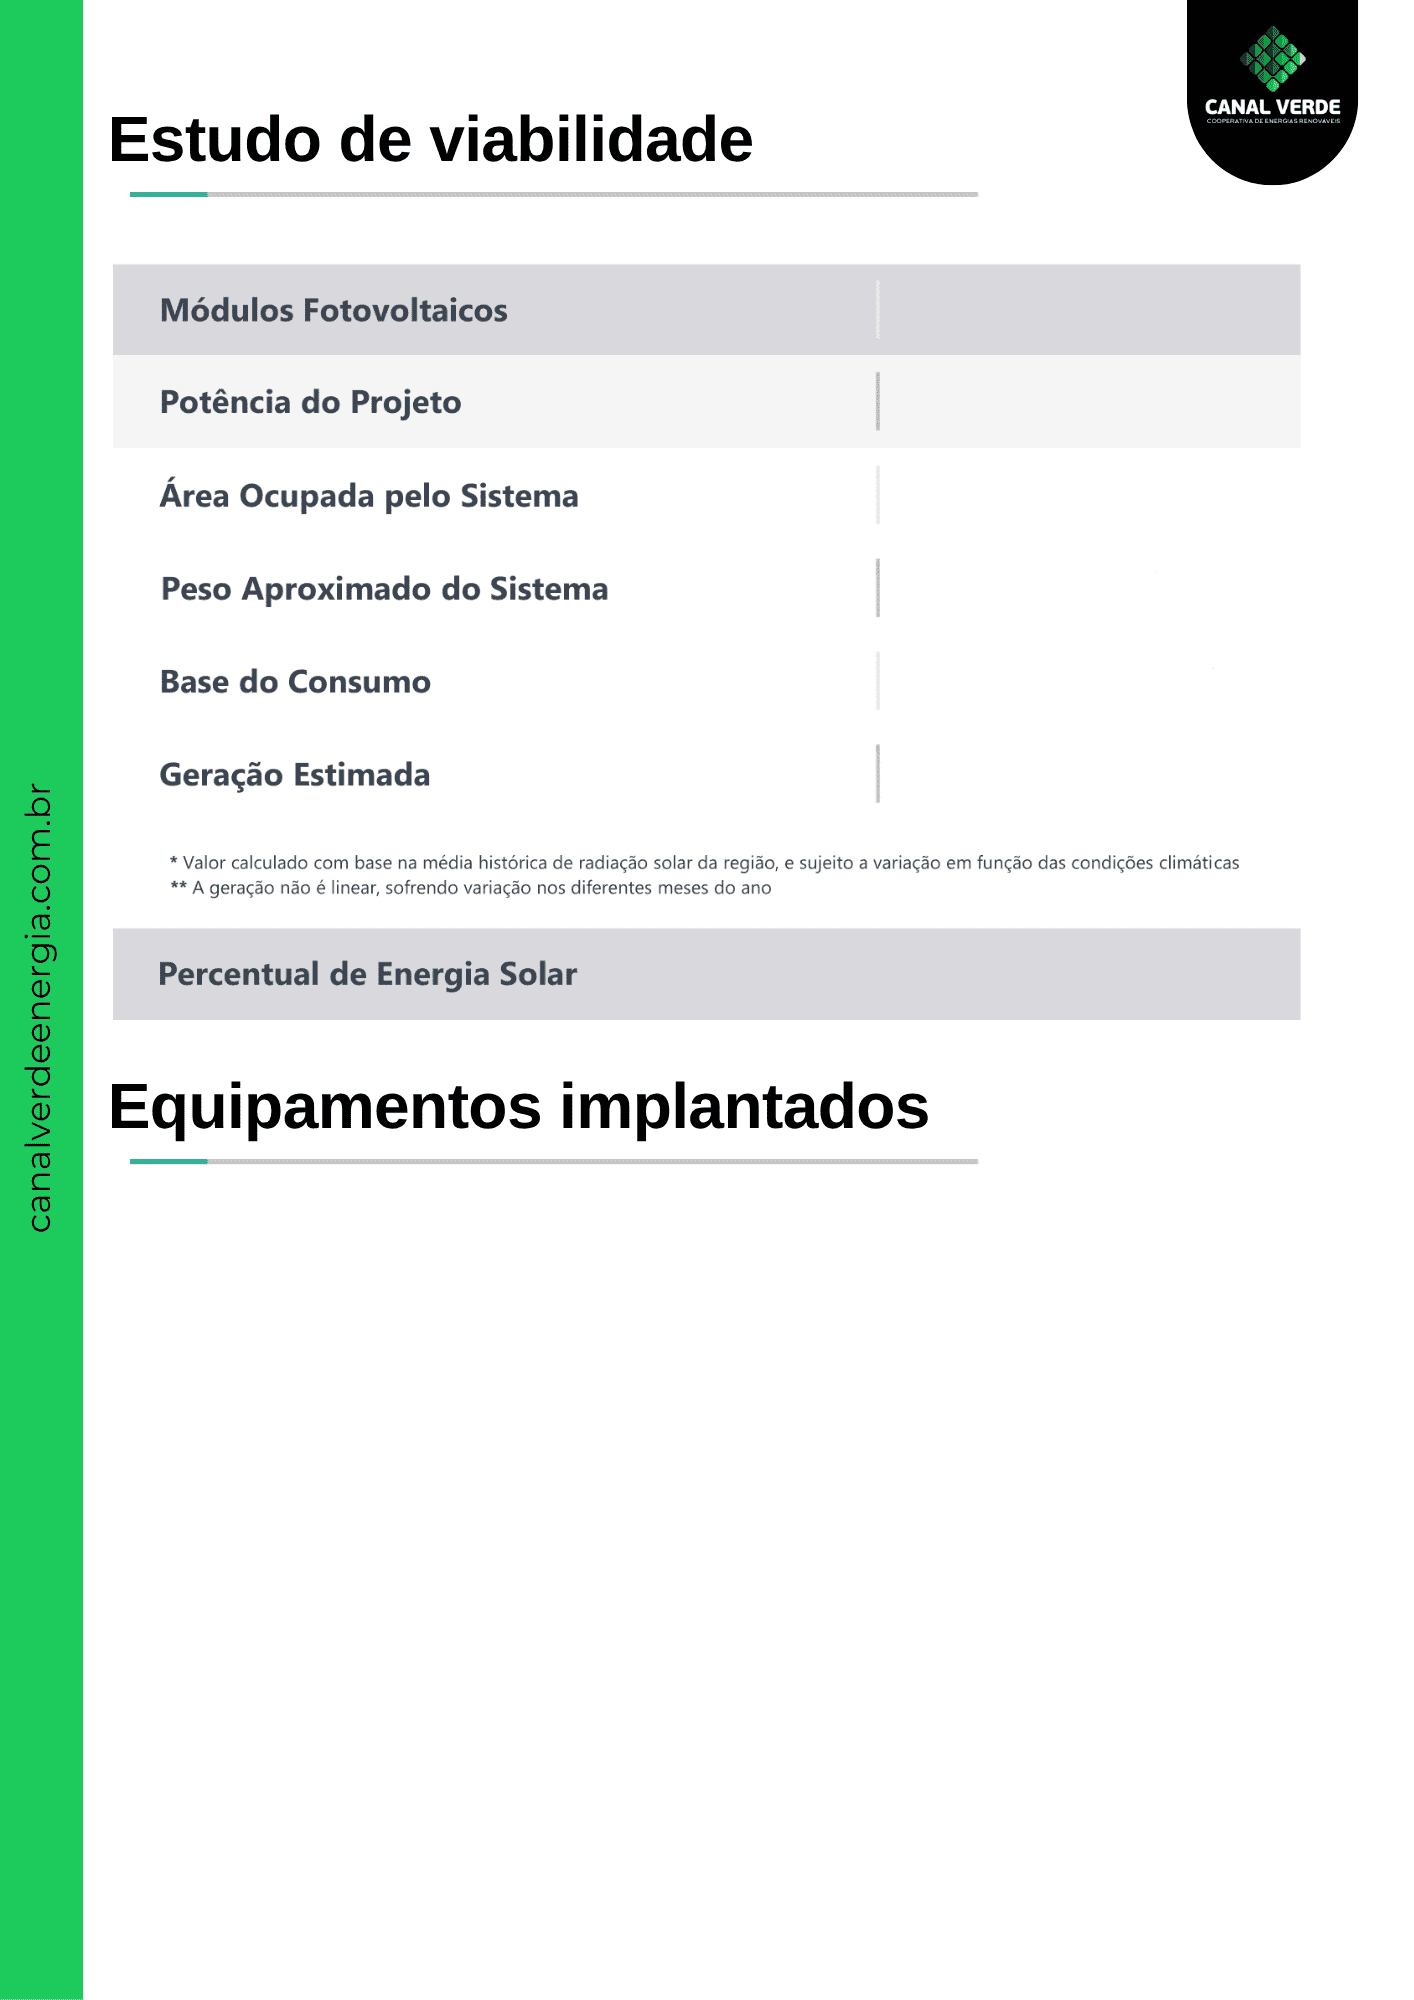 CANAL VERDE
COOPERATIVA DE ENERGIAS RENOVÁVEIS
Estudo de viabilidade
Módulos Fotovoltaicos
Potência do Projeto
Área Ocupada pelo Sistema
Peso Aproximado do Sistema
Base do Consumo
Geração Estimada
* Valor calculado com base na média histórica de radiação solar da região, e sujeito a variação em função das condições climáticas
** A geração não é linear, sofrendo variação nos diferentes meses do ano
Percentual de Energia Solar
Equipamentos implantados
canalverdeenergia.com.br